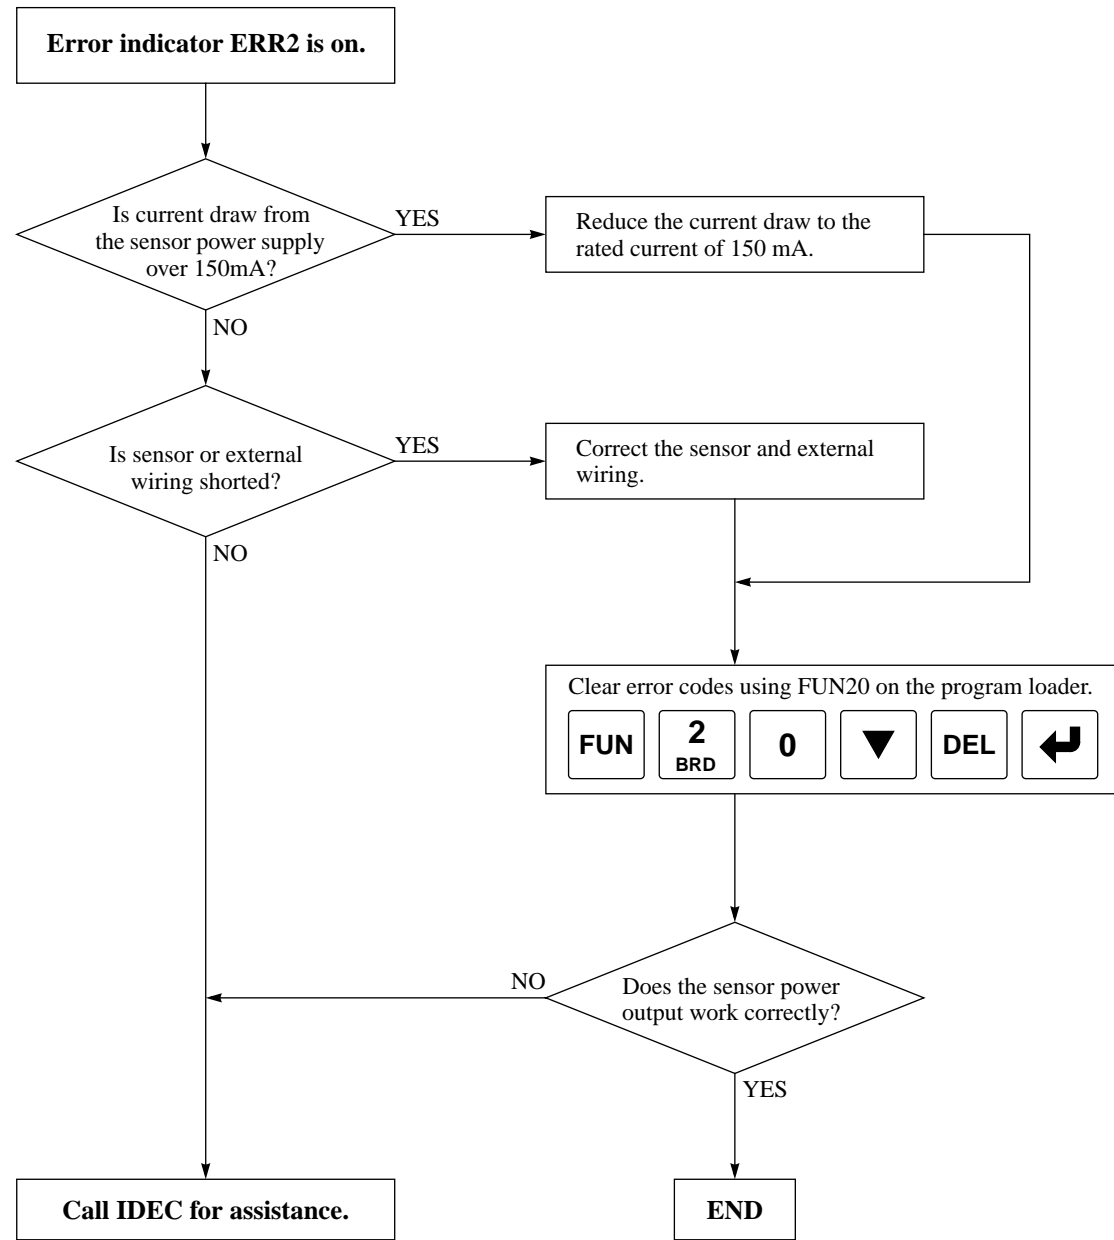 Error indicator ERR2 is on.
Is current draw from
the sensor power supply
over 150mA?
YES
Reduce the current draw to the
rated current of 150 mA.
NO
Is sensor or external
wiring shorted?
YES
Correct the sensor and external
wiring.
NO
Clear error codes using FUN20 on the program loader.
FUN
2
BRD
0
DEL
Does the sensor power
output work correctly?
NO
YES
Call IDEC for assistance.
END